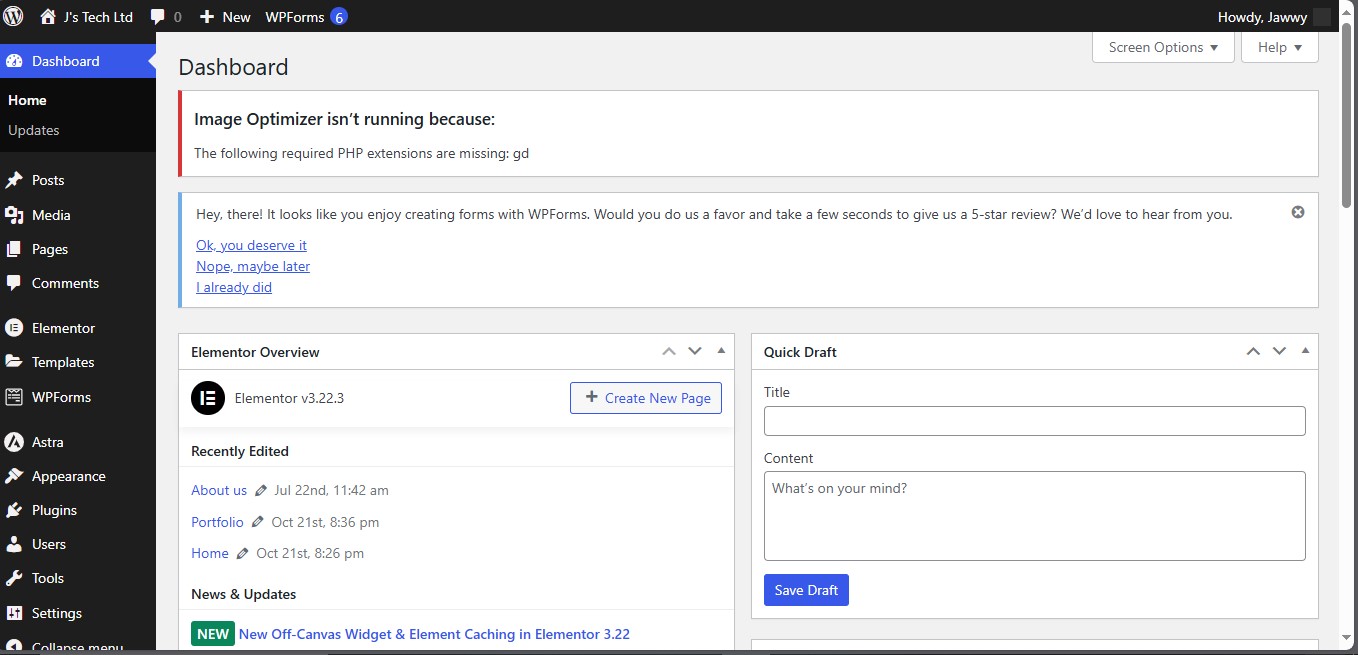 J's Tech Ltd 0 New WPForms 6 Howdy, Jawwy
Screen Options Help
Dashboard
Home
Updates
Posts
Media
Pages
Comments
Elementor
Templates
WPForms
Astra
Appearance
Plugins
Users
Tools
Settings
Collapse menu
Dashboard
Image Optimizer isn’t running because:
The following required PHP extensions are missing: gd
Hey, there! It looks like you enjoy creating forms with WPForms. Would you do us a favor and take a few seconds to give us a 5-star review? We’d love to hear from you.
Ok, you deserve it
Nope, maybe later
I already did
Elementor Overview
Elementor v3.22.3
Create New Page
Recently Edited
About us Jul 22nd, 11:42 am
Portfolio Oct 21st, 8:36 pm
Home Oct 21st, 8:26 pm
News & Updates
NEW New Off-Canvas Widget & Element Caching in Elementor 3.22
Quick Draft
Title
Content
What’s on your mind?
Save Draft